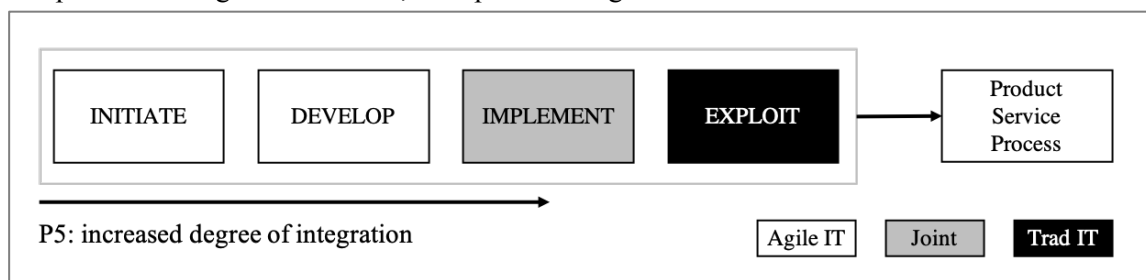 INITIATE
DEVELOP
IMPLEMENT
EXPLOIT
Product
Service
Process
P5: increased degree of integration
Agile IT
Joint
Trad IT